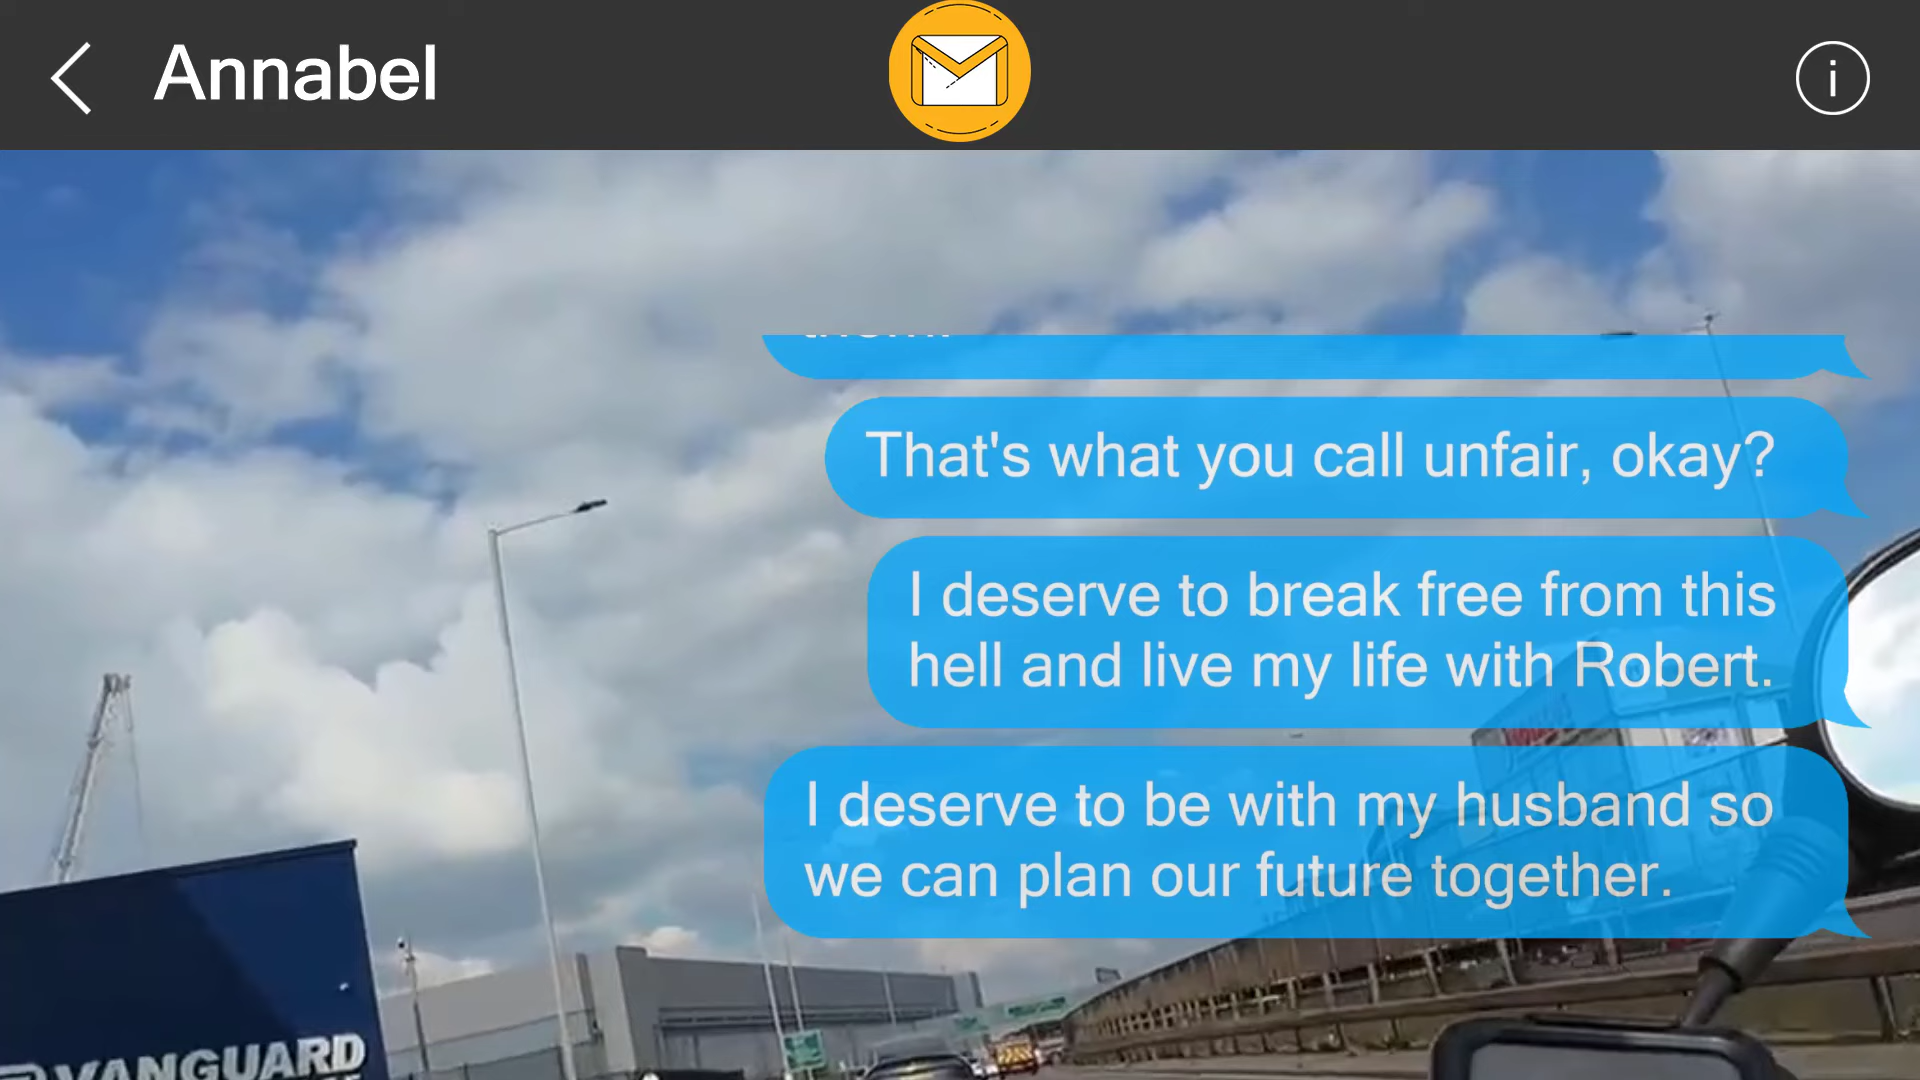 Annabel
That's what you call unfair, okay?
I deserve to break free from this
hell and live my life with Robert.
I deserve to be with my husband so
we can plan our future together.
VANGUARD